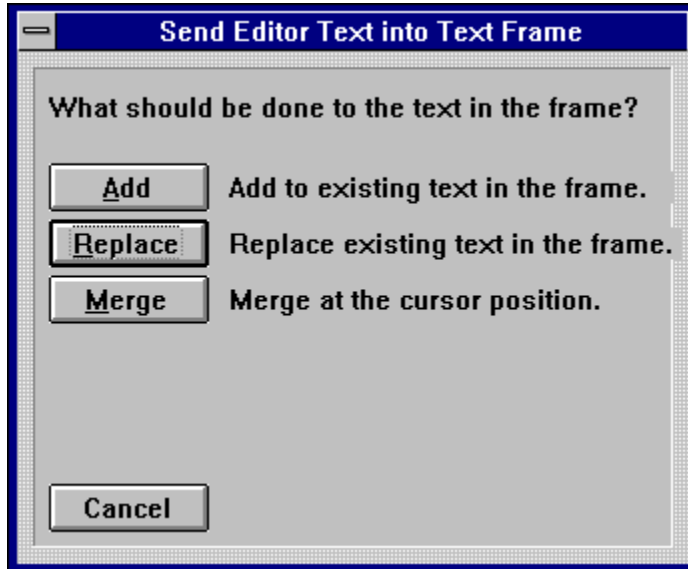 Send Editor Text into Text Frame
What should be done to the text in the frame?
Add Add to existing text in the frame.
Replace Replace existing text in the frame.
Merge Merge at the cursor position.
Cancel